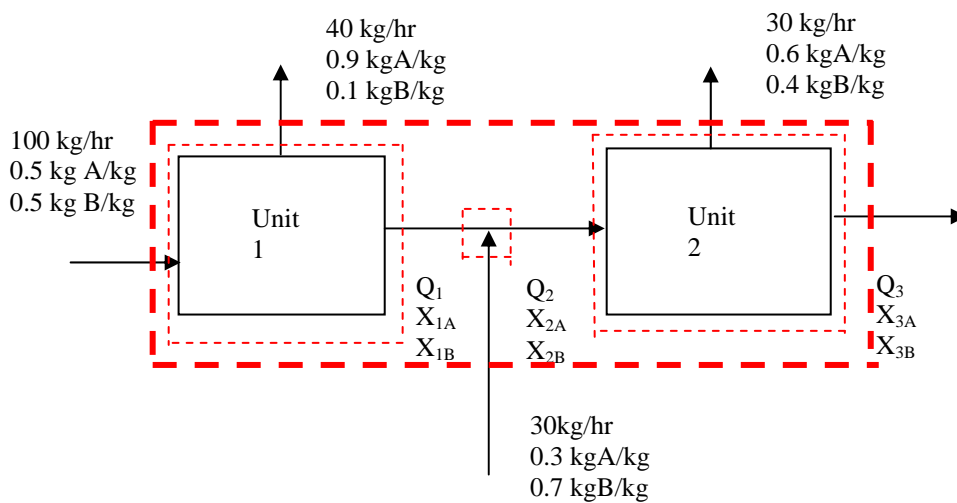 40 kg/hr
0.9 kgA/kg
0.1 kgB/kg
30 kg/hr
0.6 kgA/kg
0.4 kgB/kg
100 kg/hr
0.5 kg A/kg
0.5 kg B/kg
Unit
1
Unit
2
Q₁
X₁A
X₁B
Q₂
X₂A
X₂B
Q₃
X₃A
X₃B
30kg/hr
0.3 kgA/kg
0.7 kgB/kg